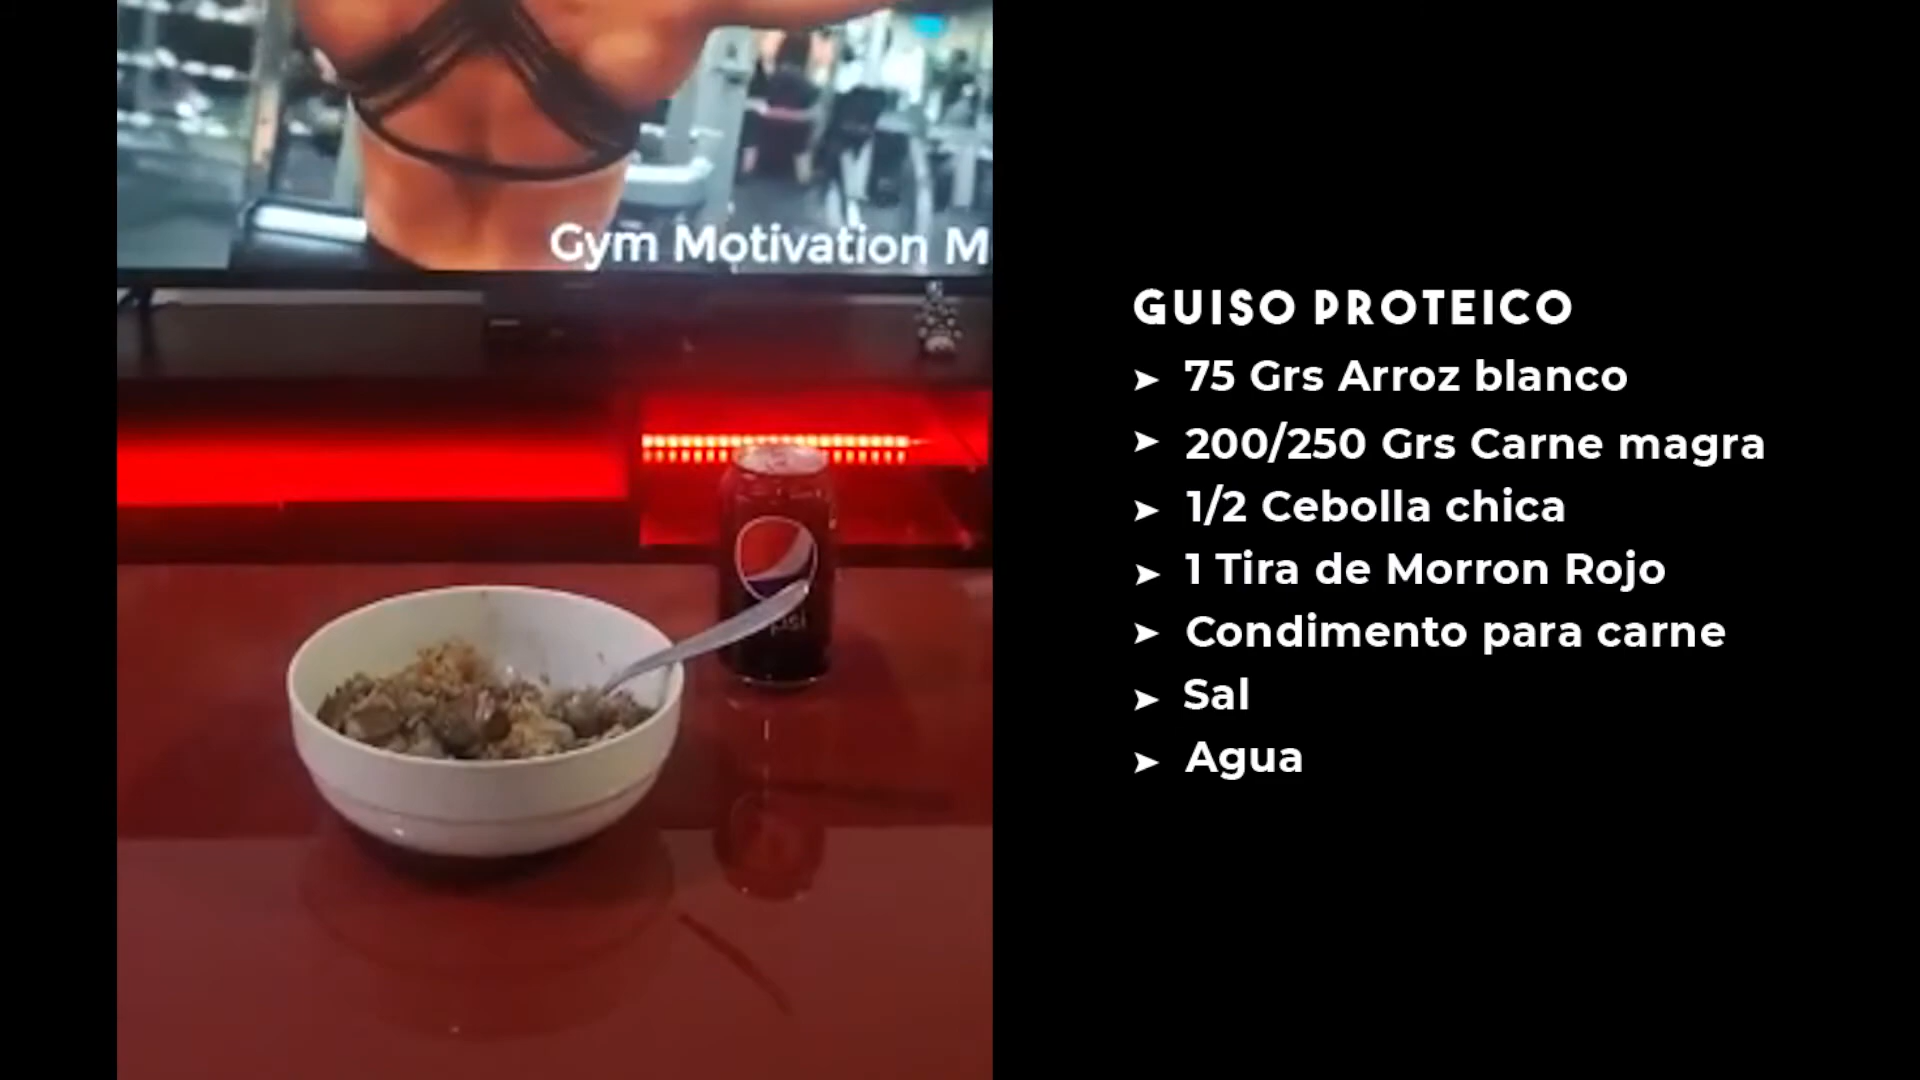 Gym Motivation M
GUISO PROTEICO
➤ 75 Grs Arroz blanco
➤ 200/250 Grs Carne magra
➤ 1/2 Cebolla chica
➤ 1 Tira de Morron Rojo
➤ Condimento para carne
➤ Sal
➤ Agua